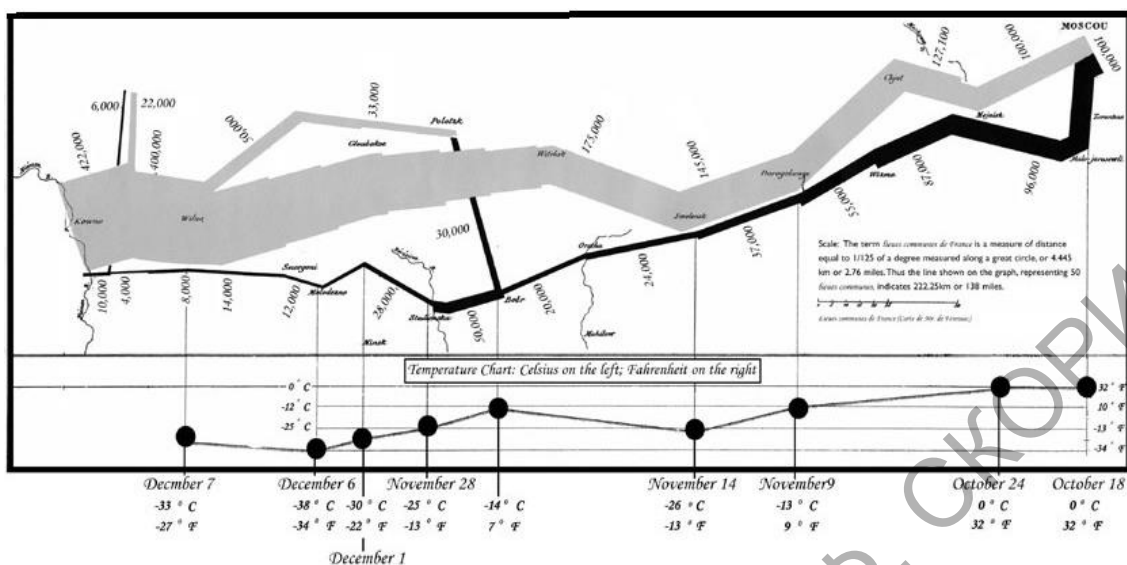 MOSCOU
100,000
100,000
127,100
Chjat
Mojaisk
6,000
22,000
33,000
50,000
Polotzk
Gloubokoe
422,000
400,000
Witebsk
175,000
145,000
Dorogobouge
Wizma
87,000
96,000
55,000
Smolensk
37,000
Kowno
Wilna
30,000
Orscha
24,000
Smorgoni
Molodezno
10,000
4,000
8,000
14,000
12,000
28,000
Studienska
50,000
Bobr
20,000
Minsk
Mohilow
Scale: The term lieues communes de France is a measure of distance
equal to 1/125 of a degree measured along a great circle, or 4.445
km or 2.76 miles. Thus the line shown on the graph, representing 50
lieues communes, indicates 222.25km or 138 miles.
Temperature Chart: Celsius on the left; Fahrenheit on the right
0° C
32° F
-12° C
10° F
-25° C
-13° F
-34° F
Decmber 7
December 6
November 28
November 14
November9
October 24
October 18
-33 ° C
-38° C
-30° C
-25° C
-14° C
-26 ° C
-13° C
0 ° C
0 ° C
-27 ° F
-34° F
-22° F
-13° F
7° F
-13° F
9 ° F
32° F
32 ° F
December 1
Ф. СКОРИ